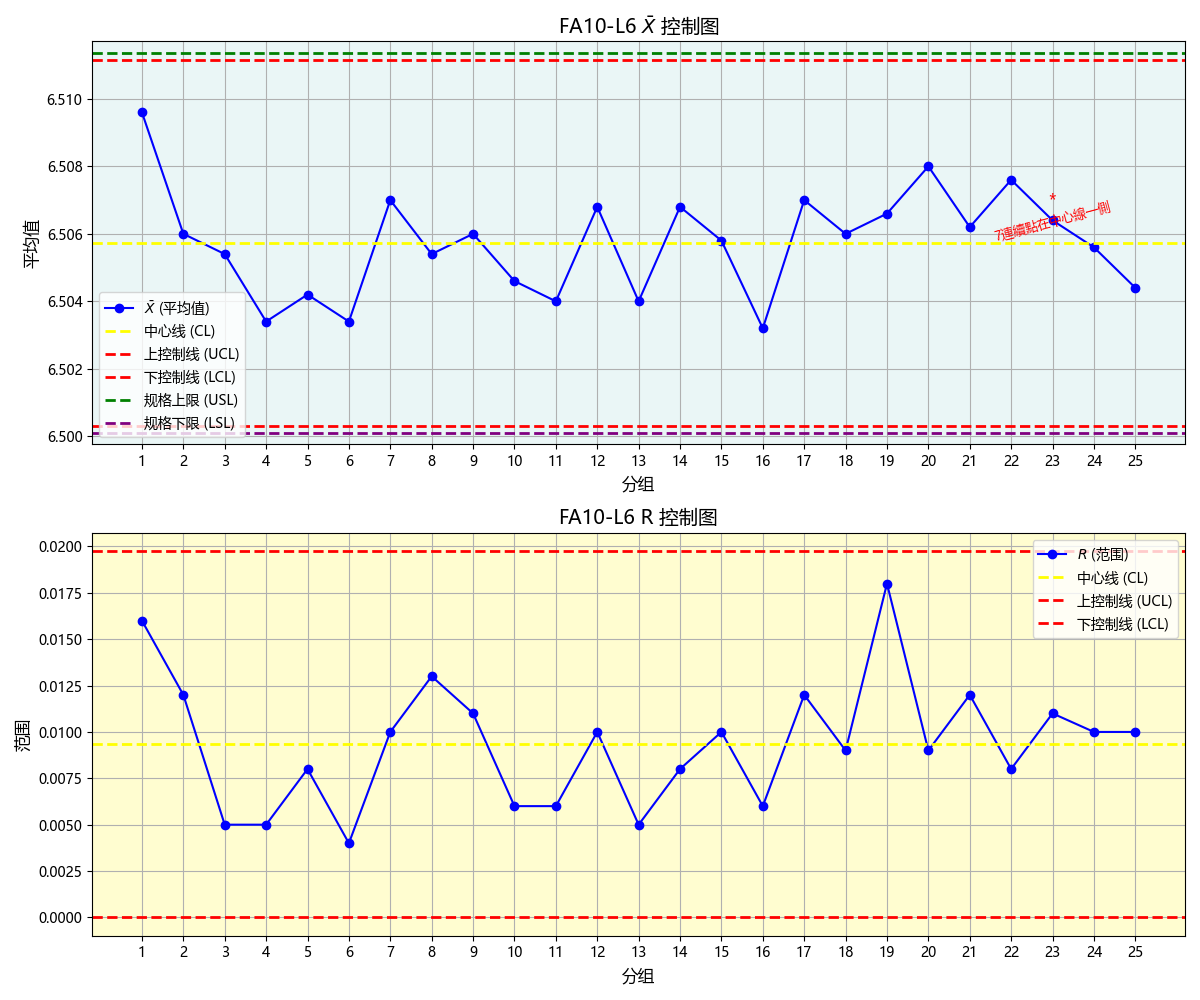 FA10-L6 X̄ 控制图
平均值
6.510
6.508
6.506
6.504
6.502
6.500
*
7連續點在中心線一側
X̄ (平均值)
中心线 (CL)
上控制线 (UCL)
下控制线 (LCL)
规格上限 (USL)
规格下限 (LSL)
1 2 3 4 5 6 7 8 9 10 11 12 13 14 15 16 17 18 19 20 21 22 23 24 25
分组
FA10-L6 R 控制图
范围
0.0200
0.0175
0.0150
0.0125
0.0100
0.0075
0.0050
0.0025
0.0000
R (范围)
中心线 (CL)
上控制线 (UCL)
下控制线 (LCL)
1 2 3 4 5 6 7 8 9 10 11 12 13 14 15 16 17 18 19 20 21 22 23 24 25
分组